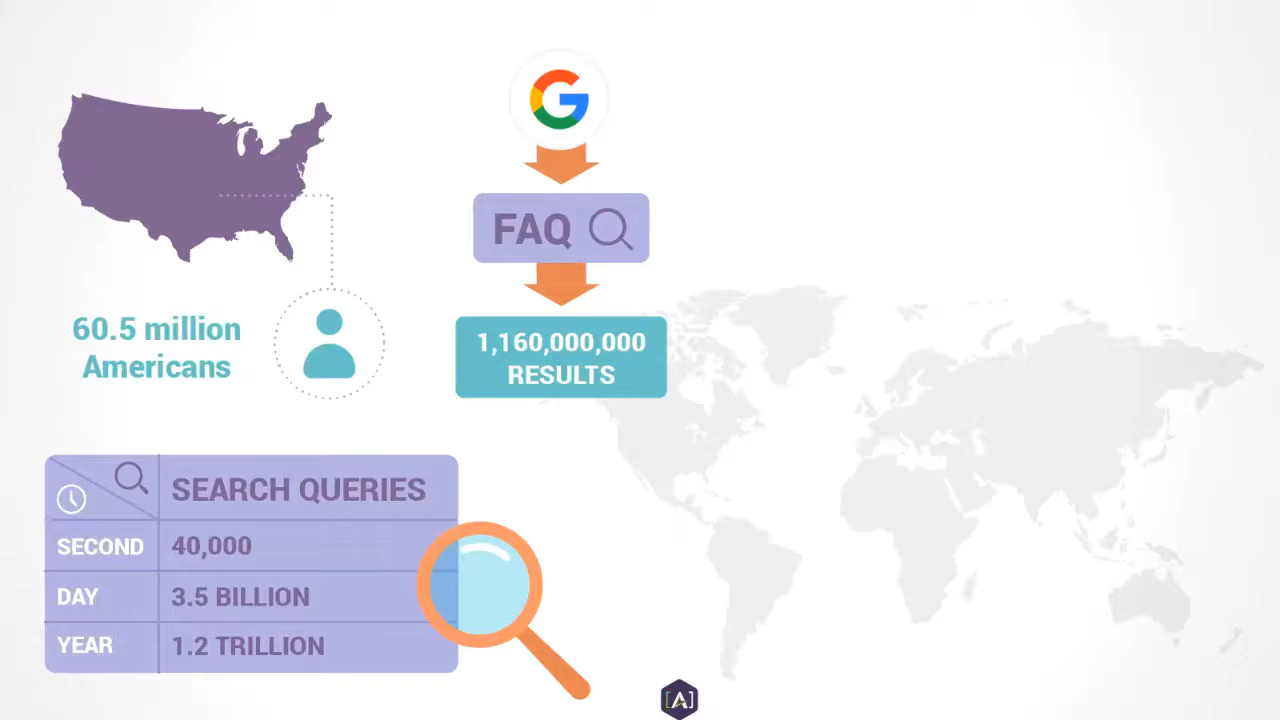 FAQ
1,160,000,000
RESULTS
60.5 million
Americans
SEARCH QUERIES
SECOND 40,000
DAY 3.5 BILLION
YEAR 1.2 TRILLION
[A]